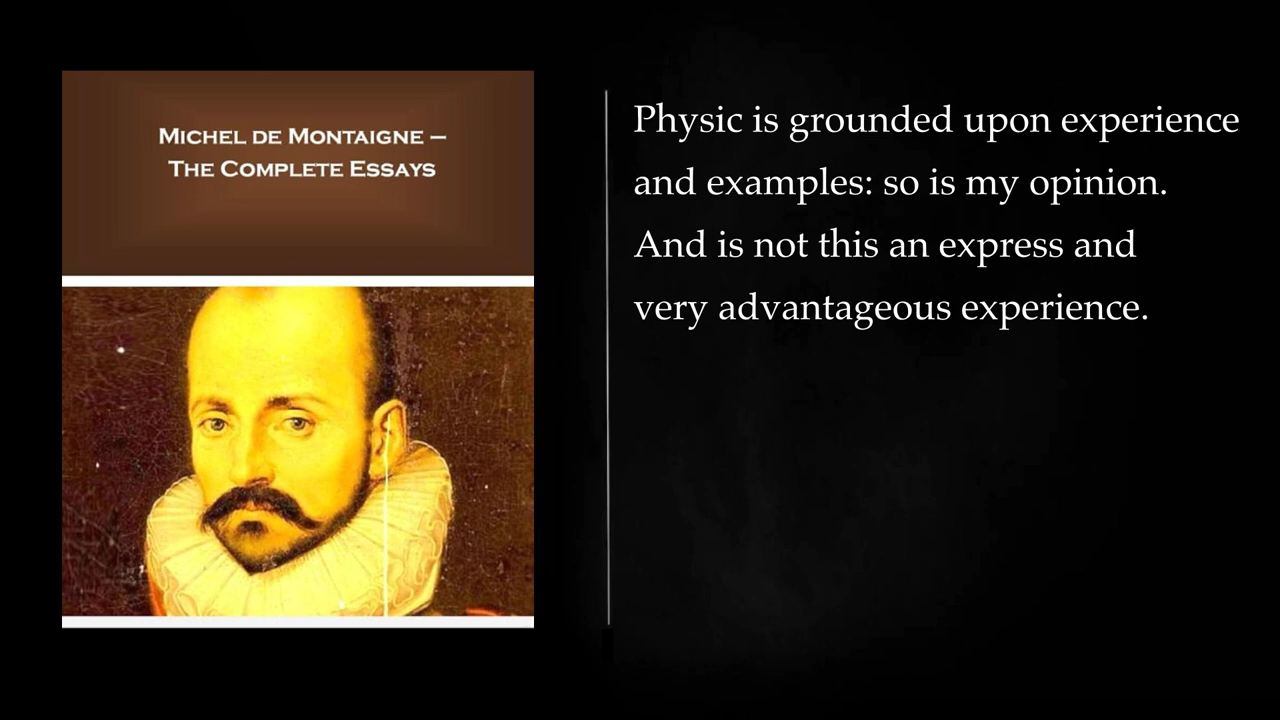 MICHEL DE MONTAIGNE –
THE COMPLETE ESSAYS
Physic is grounded upon experience
and examples: so is my opinion.
And is not this an express and
very advantageous experience.